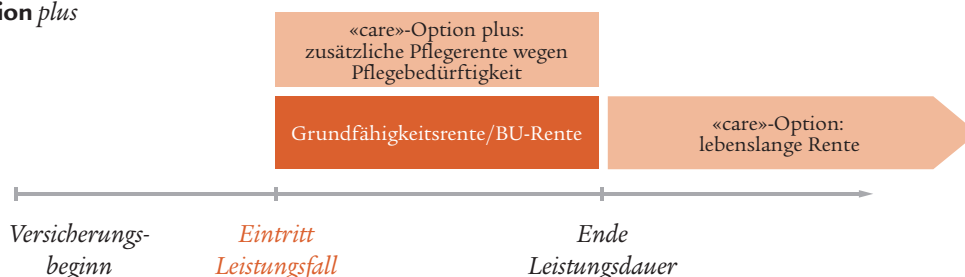 ion plus
«care»-Option plus:
zusätzliche Pflegerente wegen
Pflegebedürftigkeit
Grundfähigkeitsrente/BU-Rente
«care»-Option:
lebenslange Rente
Versicherungs-
beginn
Eintritt
Leistungsfall
Ende
Leistungsdauer